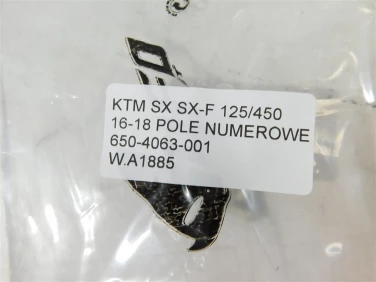 KTM SX SX-F 125/450
16-18 POLE NUMEROWE
650-4063-001
W.A1885